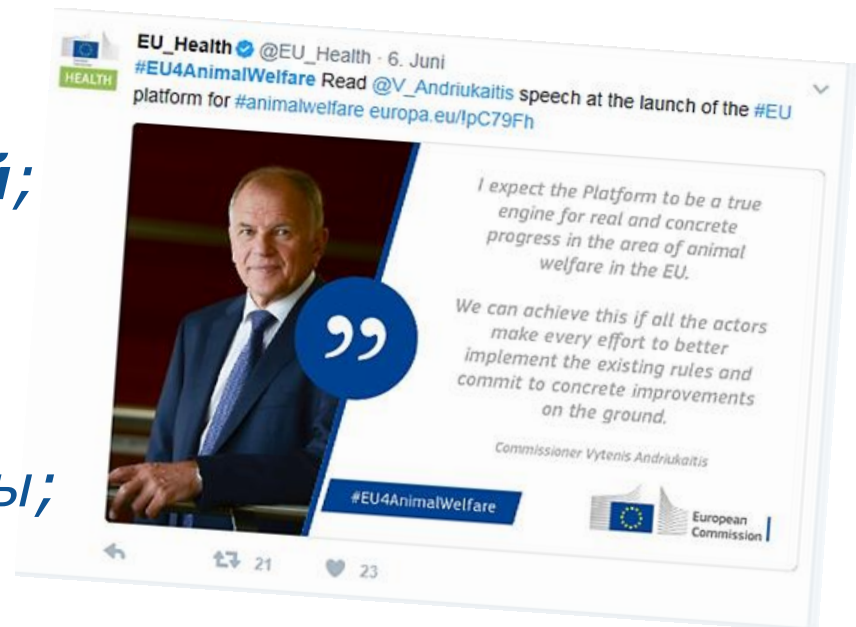 EU_Health @EU_Health · 6. Juni
#EU4AnimalWelfare Read @V_Andriukaitis speech at the launch of the #EU
platform for #animalwelfare europa.eu/!pC79Fh
HEALTH
I expect the Platform to be a true
engine for real and concrete
progress in the area of animal
welfare in the EU.
We can achieve this if all the actors
make every effort to better
implement the existing rules and
commit to concrete improvements
on the ground.
Commissioner Vytenis Andriukaitis
#EU4AnimalWelfare
European
Commission
21 23
й;
ы;